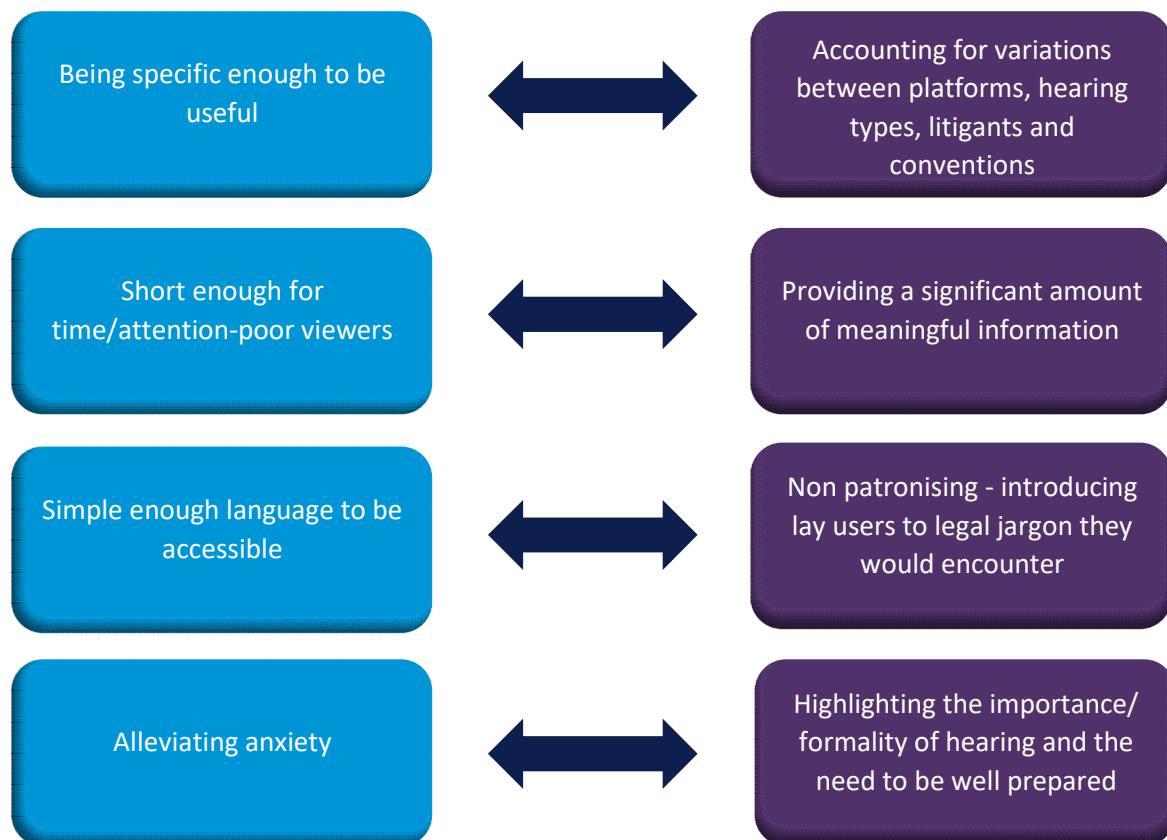 Being specific enough to be
useful
Accounting for variations
between platforms, hearing
types, litigants and
conventions
Short enough for
time/attention-poor viewers
Providing a significant amount
of meaningful information
Simple enough language to be
accessible
Non patronising - introducing
lay users to legal jargon they
would encounter
Alleviating anxiety
Highlighting the importance/
formality of hearing and the
need to be well prepared